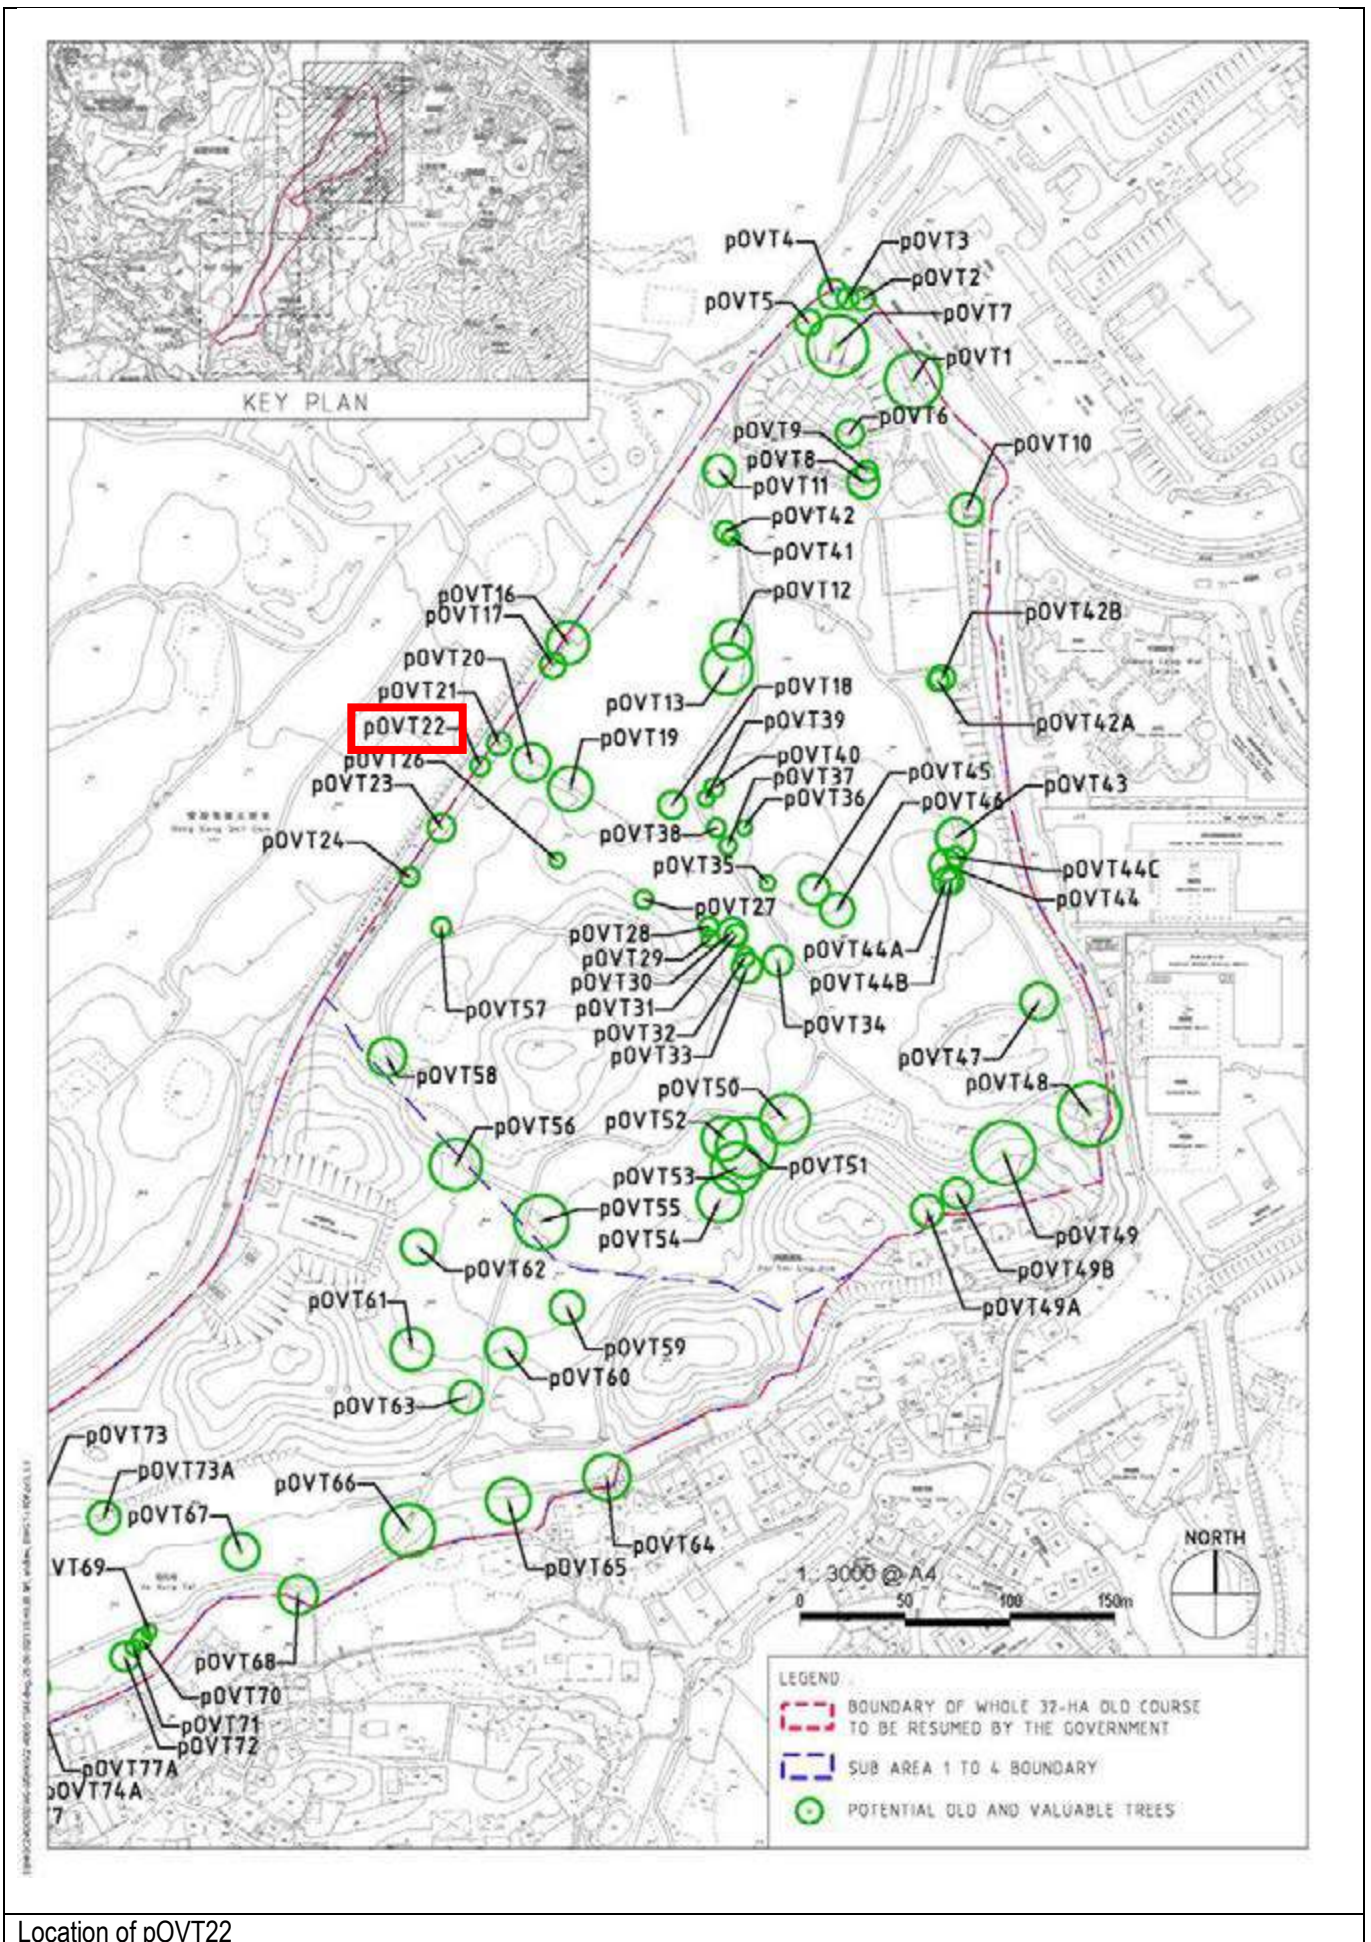 KEY PLAN
pOVT4
pOVT3
pOVT2
pOVT5
pOVT7
pOVT1
pOVT6
pOVT9
pOVT10
pOVT8
pOVT11
pOVT42
pOVT41
pOVT16
pOVT12
pOVT17
pOVT42B
pOVT20
pOVT18
pOVT21
pOVT13
pOVT39
pOVT42A
pOVT22
pOVT19
pOVT40
pOVT26
pOVT37
pOVT45
pOVT23
pOVT36
pOVT46
pOVT43
pOVT38
pOVT24
pOVT35
pOVT44C
pOVT44
pOVT27
pOVT28
pOVT29
pOVT44A
pOVT30
pOVT44B
pOVT31
pOVT57
pOVT32
pOVT34
pOVT33
pOVT47
pOVT58
pOVT50
pOVT48
pOVT52
pOVT56
pOVT51
pOVT53
pOVT55
pOVT54
pOVT49
pOVT62
pOVT49B
pOVT61
pOVT49A
pOVT59
pOVT60
pOVT63
pOVT73
pOVT73A
pOVT66
pOVT67
pOVT64
NORTH
VT69
pOVT65
1 : 3000 @ A4
0 50 100 150m
pOVT68
pOVT70
pOVT71
pOVT72
pOVT77A
pOVT74A
7
LEGEND
BOUNDARY OF WHOLE 32-HA OLD COURSE
TO BE RESUMED BY THE GOVERNMENT
SUB AREA 1 TO 4 BOUNDARY
POTENTIAL OLD AND VALUABLE TREES
Location of pOVT22